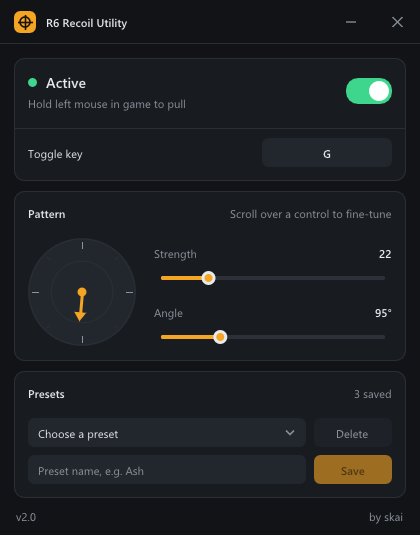 R6 Recoil Utility
Active
Hold left mouse in game to pull
Toggle key
G
Pattern
Scroll over a control to fine-tune
Strength
22
Angle
95°
Presets
3 saved
Choose a preset
Delete
Preset name, e.g. Ash
Save
v2.0
by skai